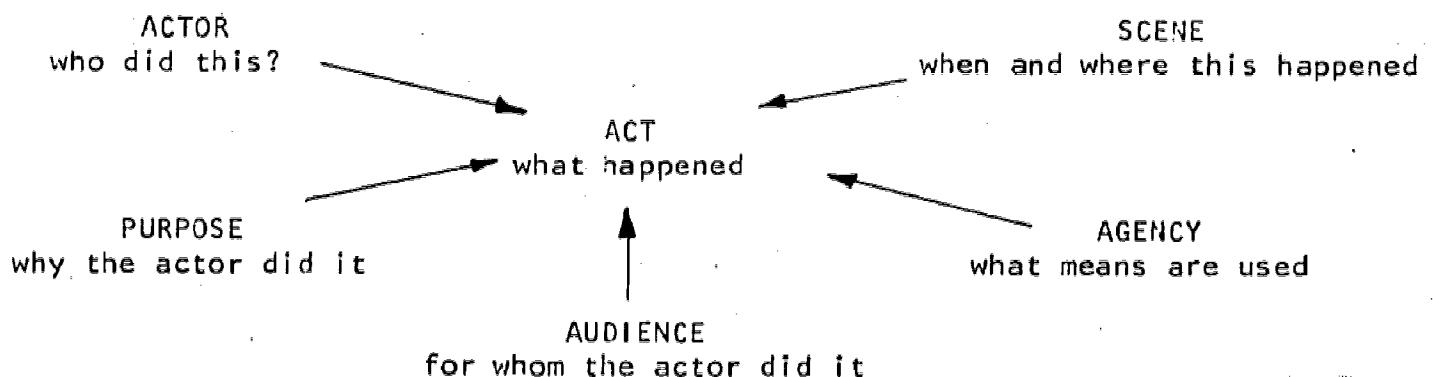 ACTOR
who did this?
SCENE
when and where this happened
ACT
what happened
PURPOSE
why the actor did it
AGENCY
what means are used
AUDIENCE
for whom the actor did it